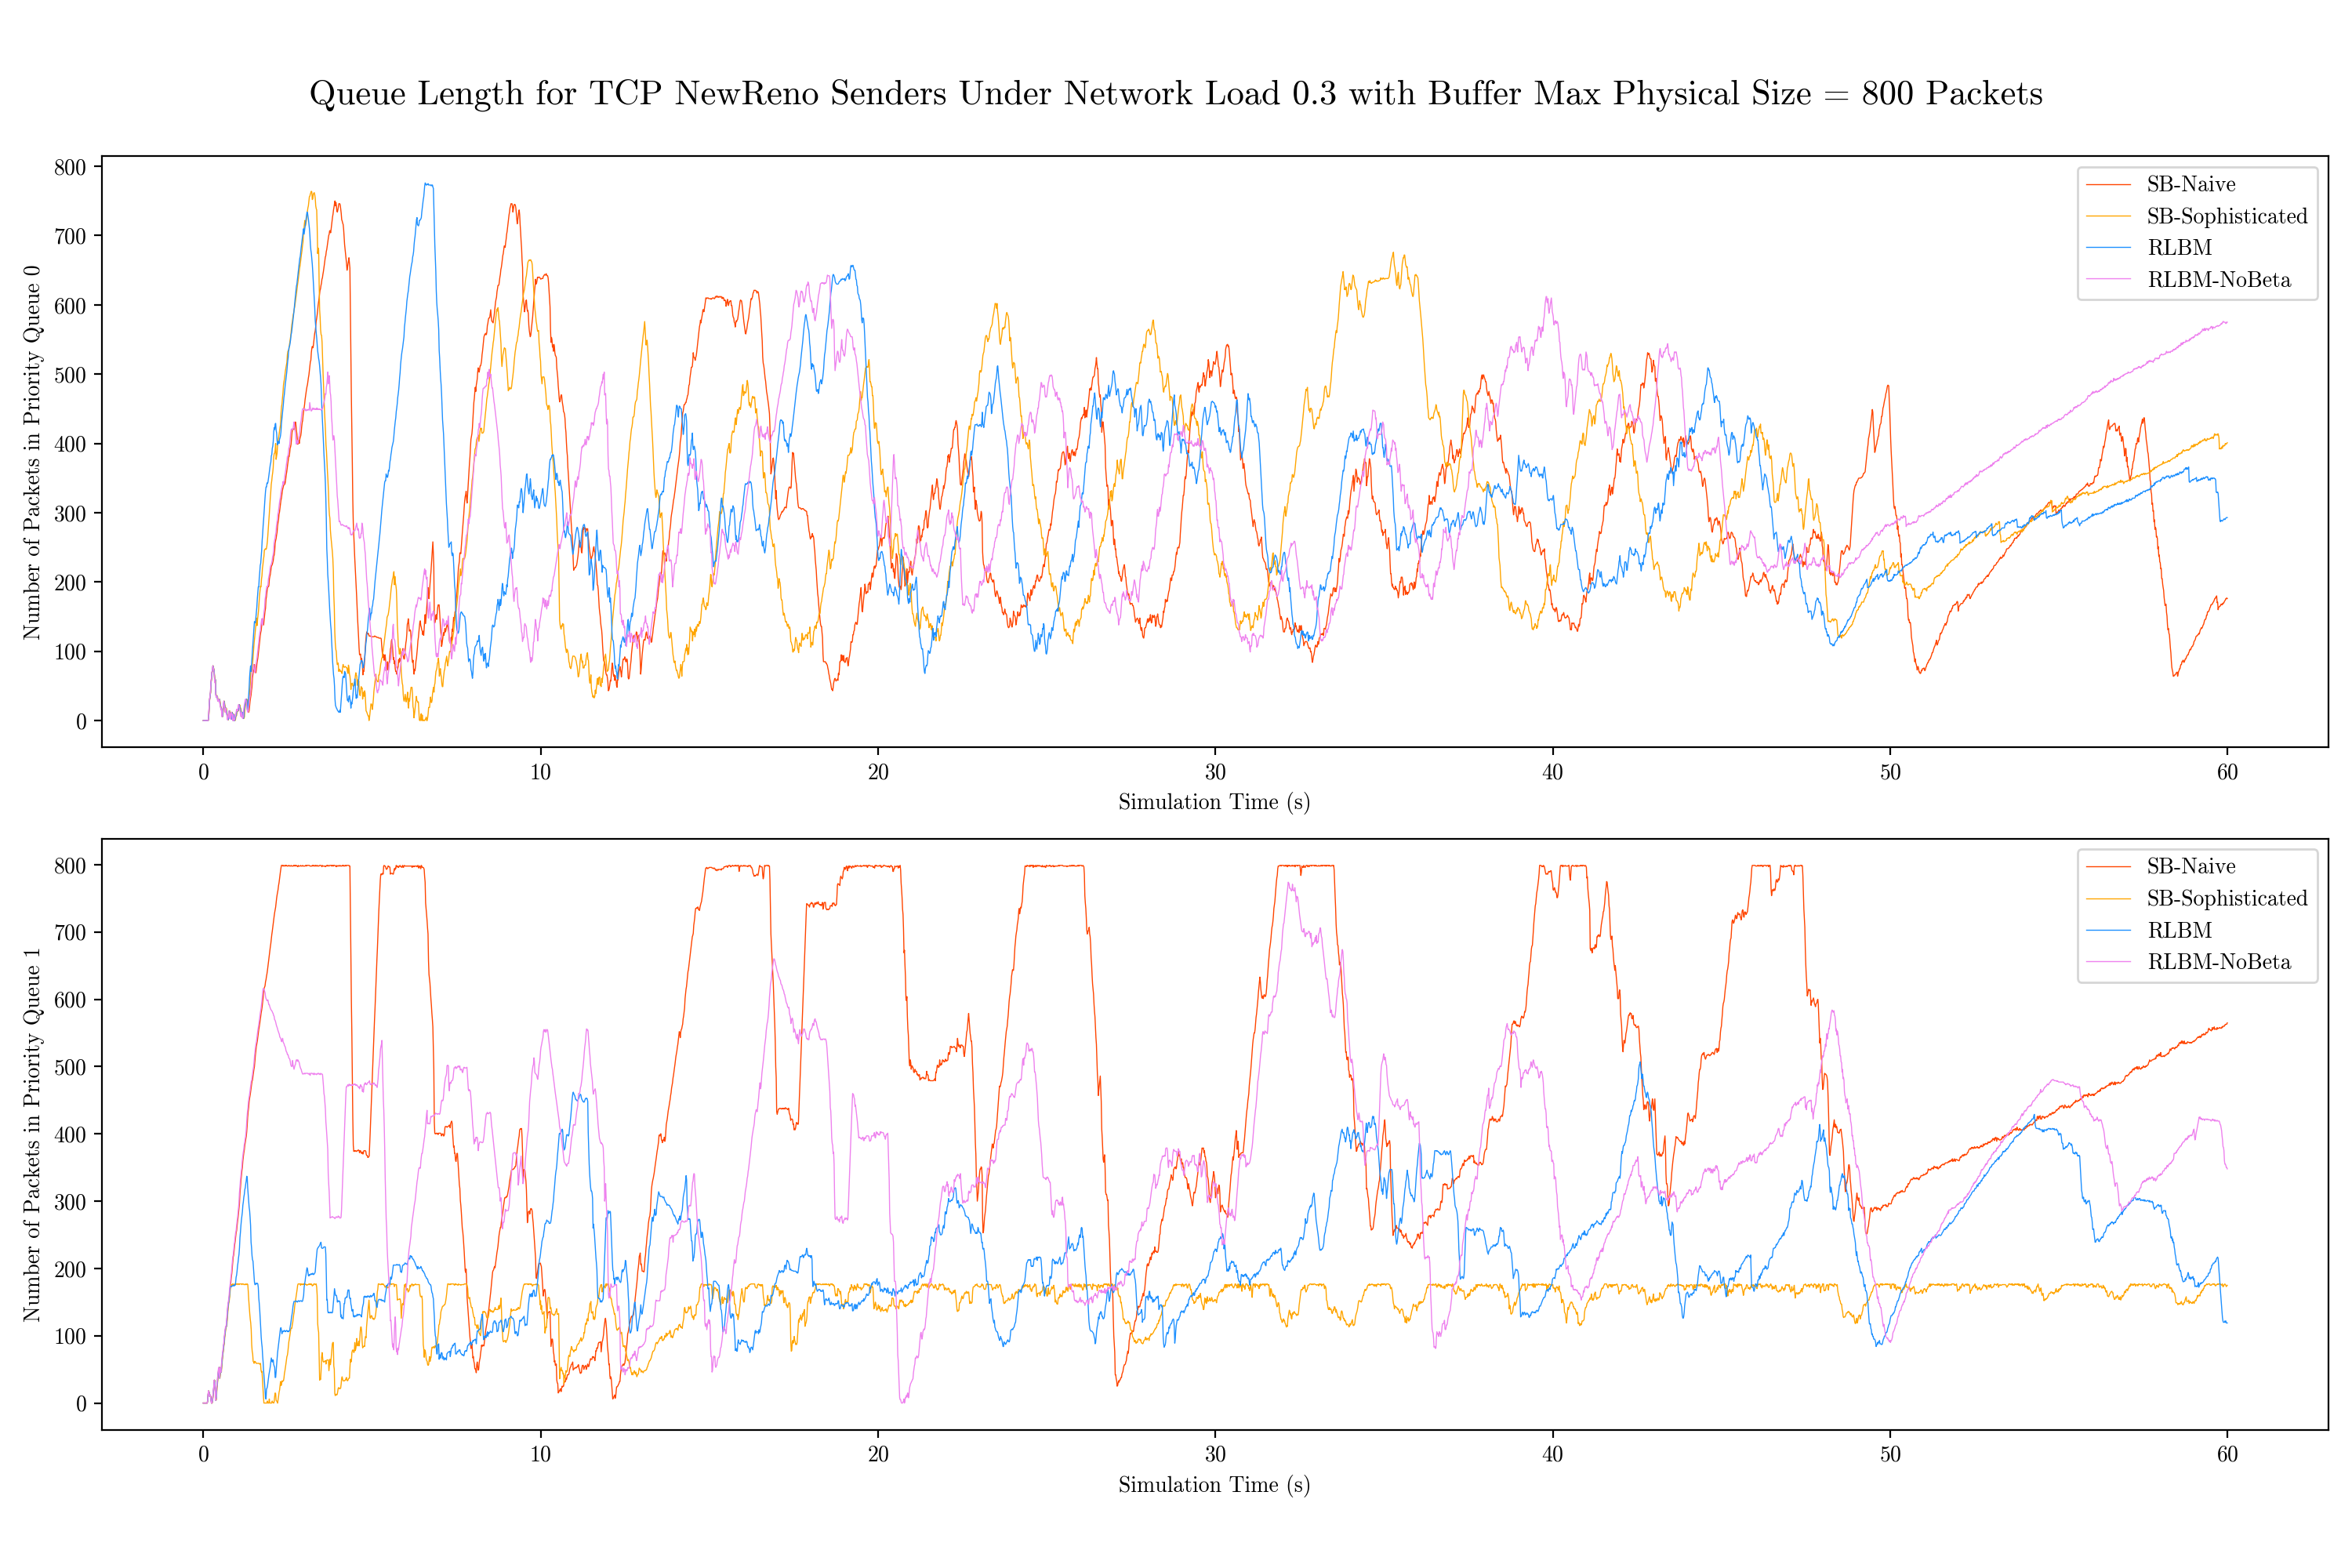 Queue Length for TCP NewReno Senders Under Network Load 0.3 with Buffer Max Physical Size = 800 Packets
Number of Packets in Priority Queue 0
800
700
600
500
400
300
200
100
0
SB-Naive
SB-Sophisticated
RLBM
RLBM-NoBeta
0 10 20 30 40 50 60
Simulation Time (s)
Number of Packets in Priority Queue 1
800
700
600
500
400
300
200
100
0
SB-Naive
SB-Sophisticated
RLBM
RLBM-NoBeta
0 10 20 30 40 50 60
Simulation Time (s)